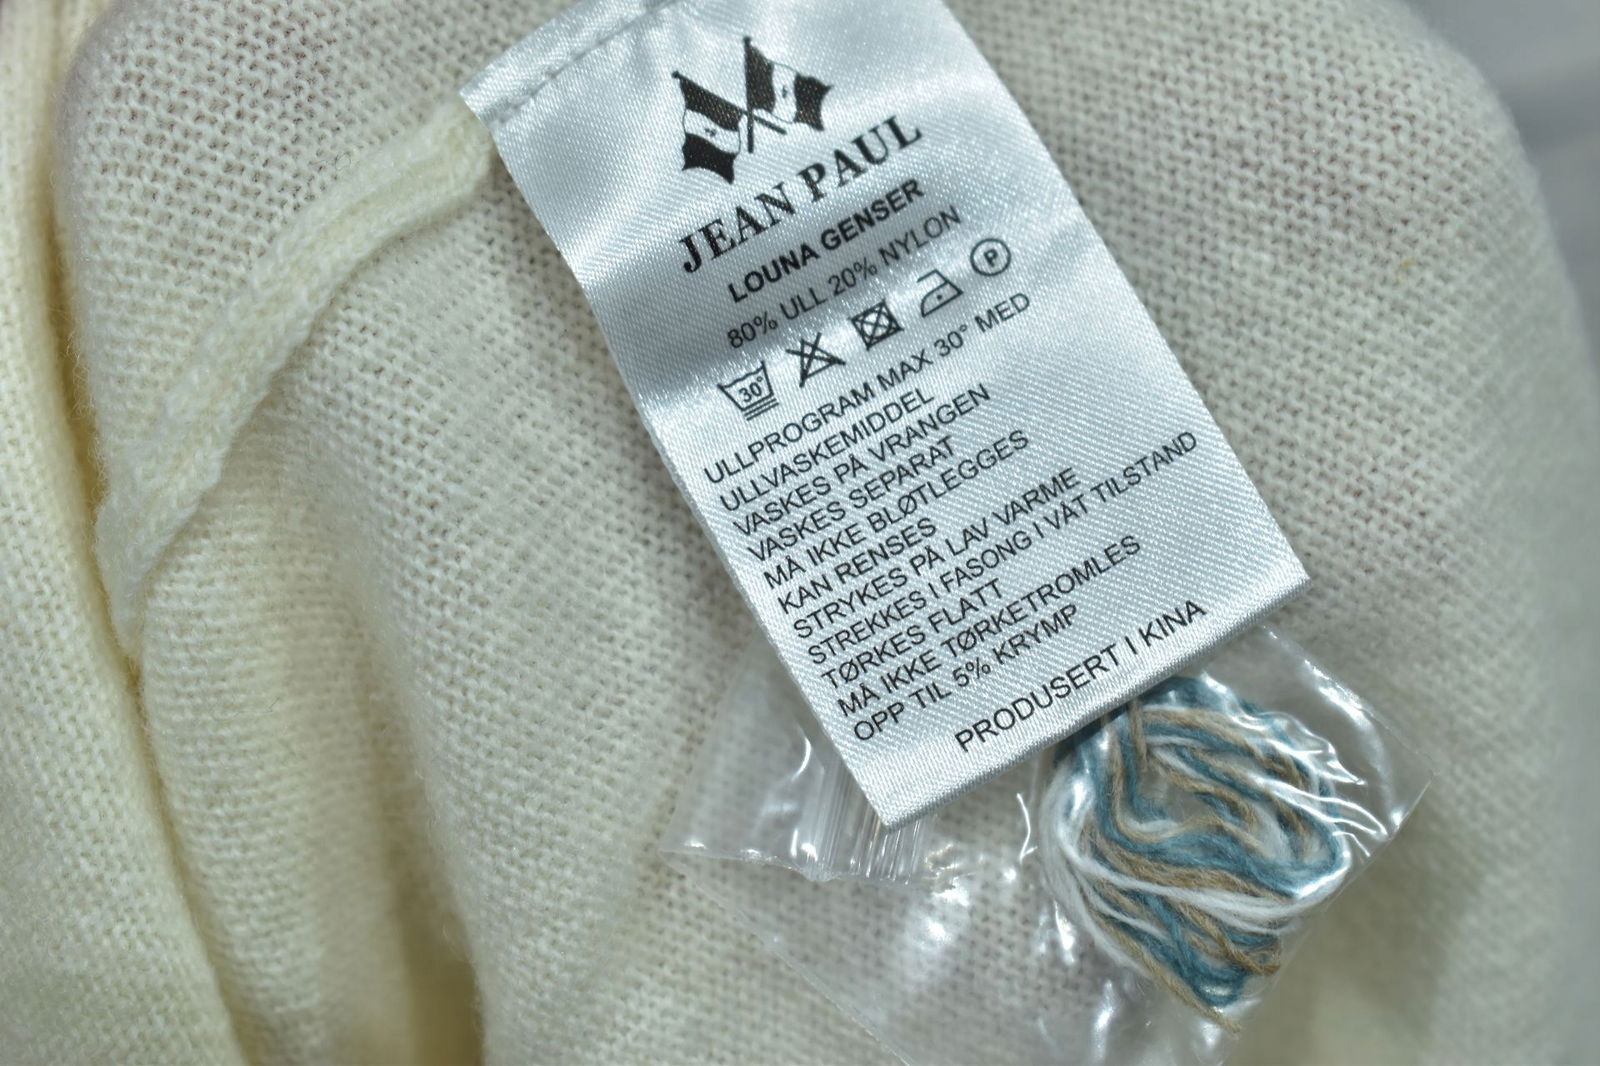 JEAN PAUL
LOUNA GENSER
80% ULL 20% NYLON
30° P
ULLPROGRAM MAX 30° MED
ULLVASKEMIDDEL
VASKES PÅ VRANGEN
VASKES SEPARAT
MÅ IKKE BLØTLEGGES
KAN RENSES
STRYKES PÅ LAV VARME
STREKKES I FASONG I VÅT TILSTAND
TØRKES FLATT
MÅ IKKE TØRKETROMLES
OPP TIL 5% KRYMP
PRODUSERT I KINA